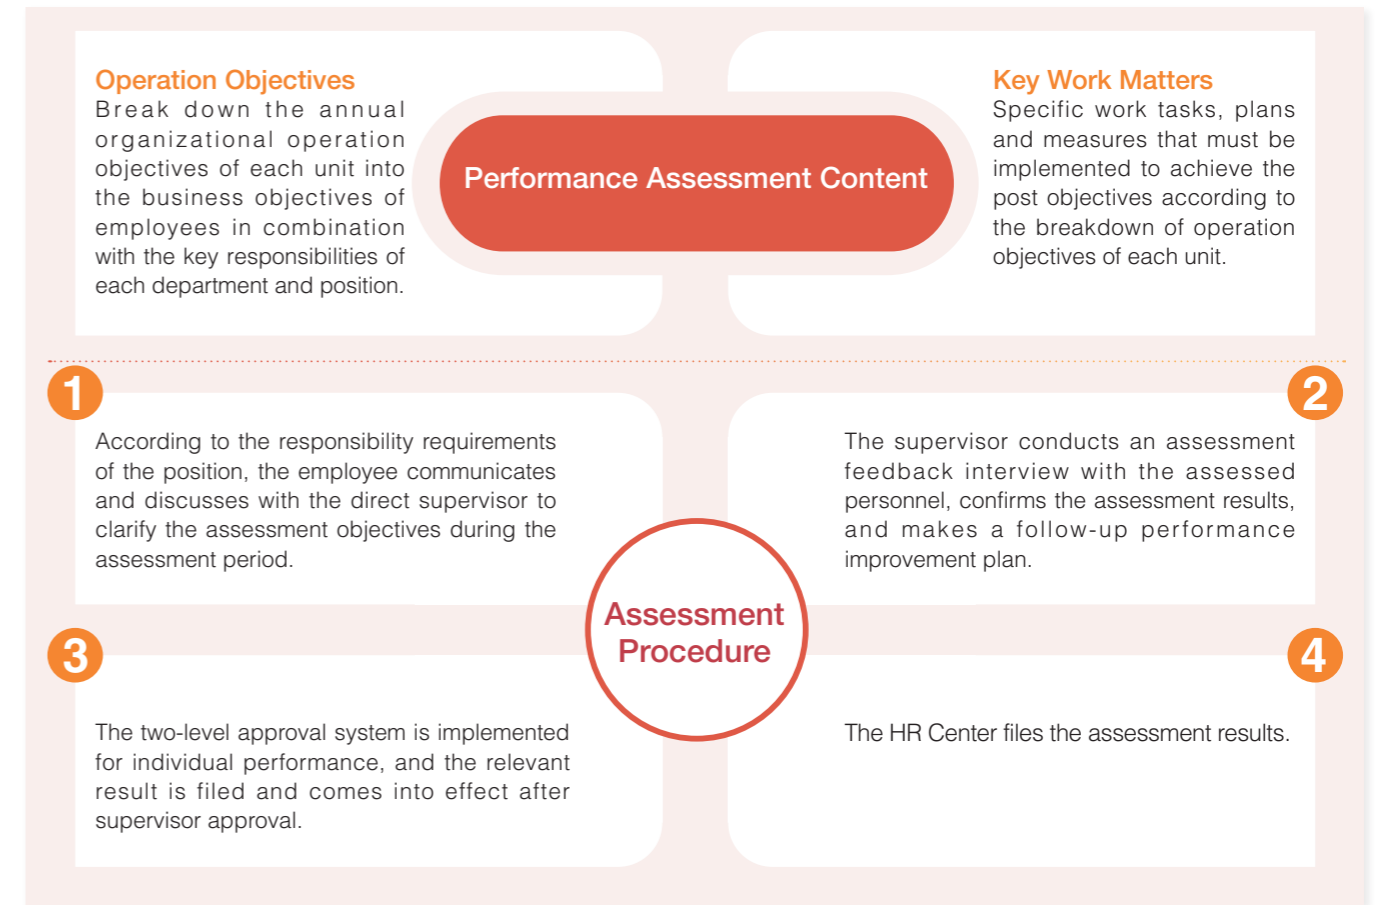 Operation Objectives
Break down the annual
organizational operation
objectives of each unit into
the business objectives of
employees in combination
with the key responsibilities of
each department and position.
Performance Assessment Content
Key Work Matters
Specific work tasks, plans
and measures that must be
implemented to achieve the
post objectives according to
the breakdown of operation
objectives of each unit.
1
According to the responsibility requirements
of the position, the employee communicates
and discusses with the direct supervisor to
clarify the assessment objectives during the
assessment period.
2
The supervisor conducts an assessment
feedback interview with the assessed
personnel, confirms the assessment results,
and makes a follow-up performance
improvement plan.
Assessment
Procedure
3
The two-level approval system is implemented
for individual performance, and the relevant
result is filed and comes into effect after
supervisor approval.
4
The HR Center files the assessment results.